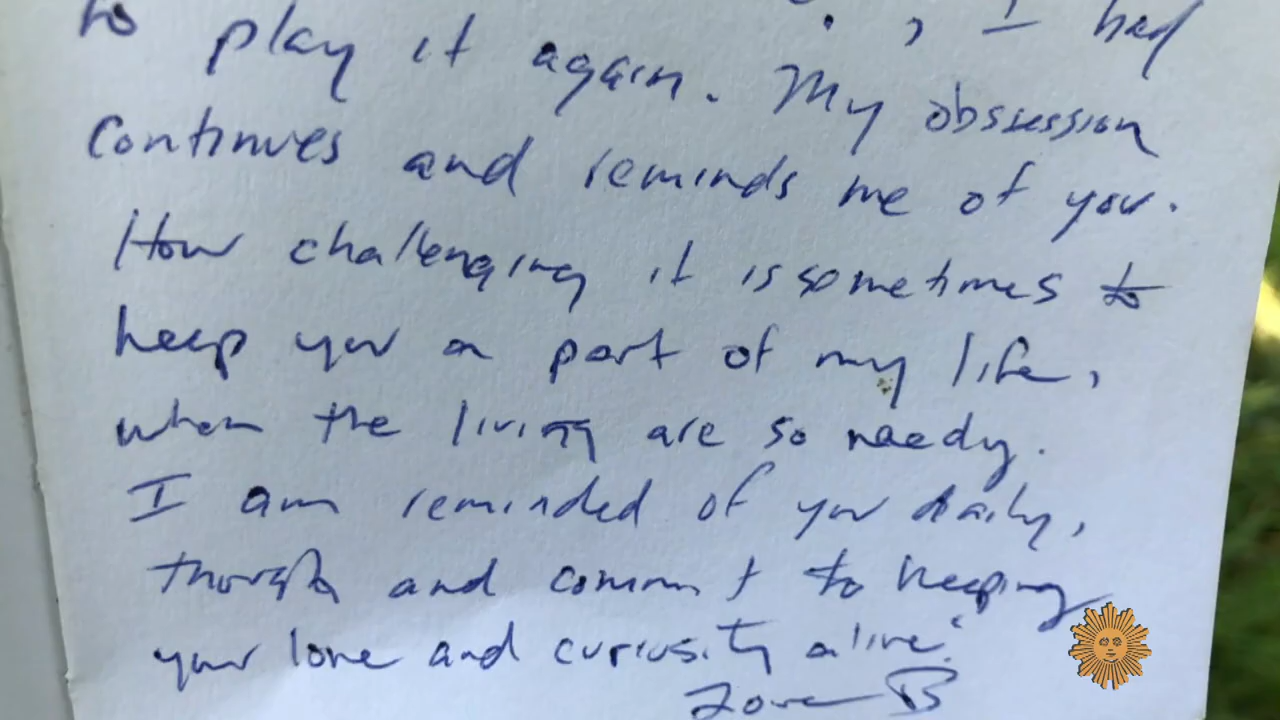 to play it again. , I had
My obssession
continues and reminds me of you.
How challenging it is sometimes to
keep you a part of my life,
when the living are so needy.
I am reminded of you daily,
though and commit to keeping
your love and curiosity alive.
Love B